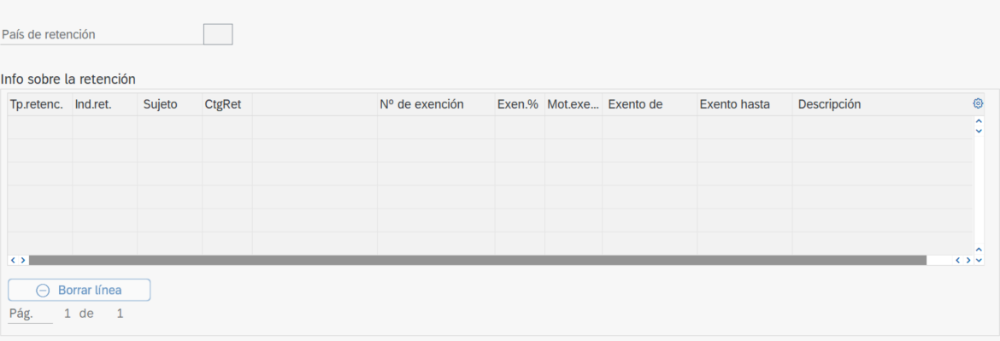 País de retención
Info sobre la retención
Tp.retenc. Ind.ret. Sujeto CtgRet Nº de exención Exen.% Mot.exe... Exento de Exento hasta Descripción
Borrar línea
Pág. 1 de 1